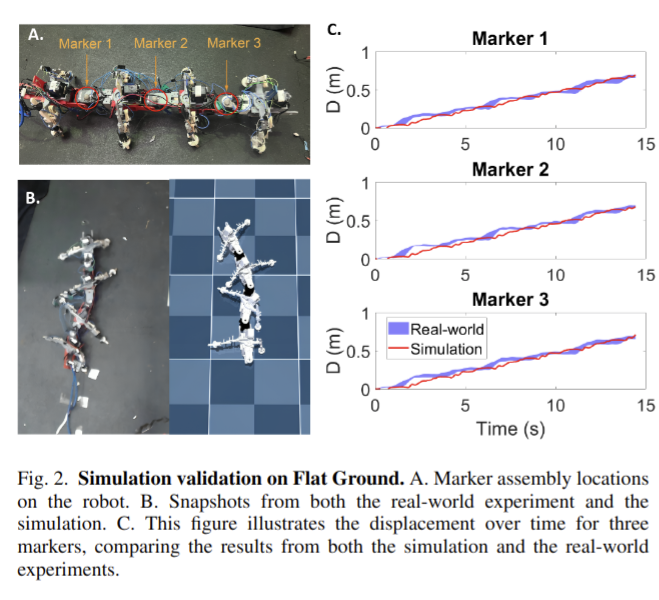 A.
Marker 1 Marker 2 Marker 3
B.
C.
Marker 1
D (m)
1
0.5
0
0 5 10 15
Marker 2
D (m)
1
0.5
0
0 5 10 15
Marker 3
D (m)
1
0.5
0
Real-world
Simulation
0 5 10 15
Time (s)
Fig. 2. Simulation validation on Flat Ground. A. Marker assembly locations
on the robot. B. Snapshots from both the real-world experiment and the
simulation. C. This figure illustrates the displacement over time for three
markers, comparing the results from both the simulation and the real-world
experiments.